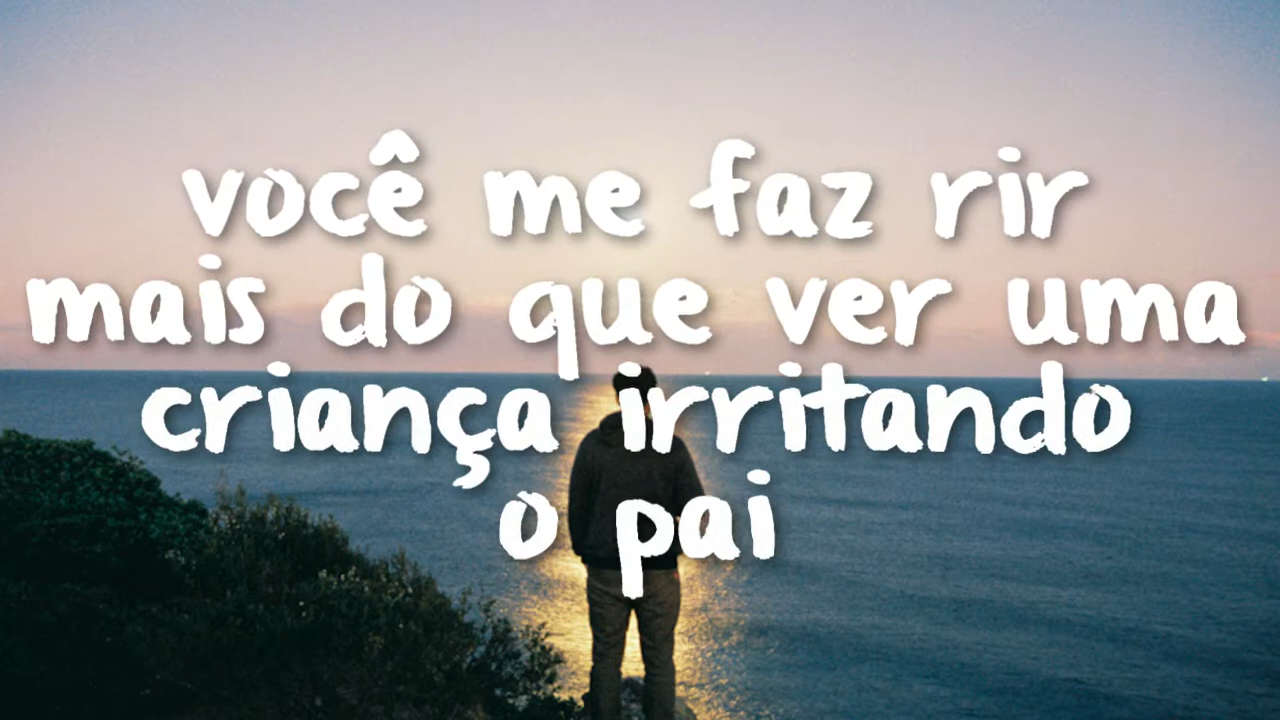 você me faz rir
mais do que ver uma
criança irritando
o pai